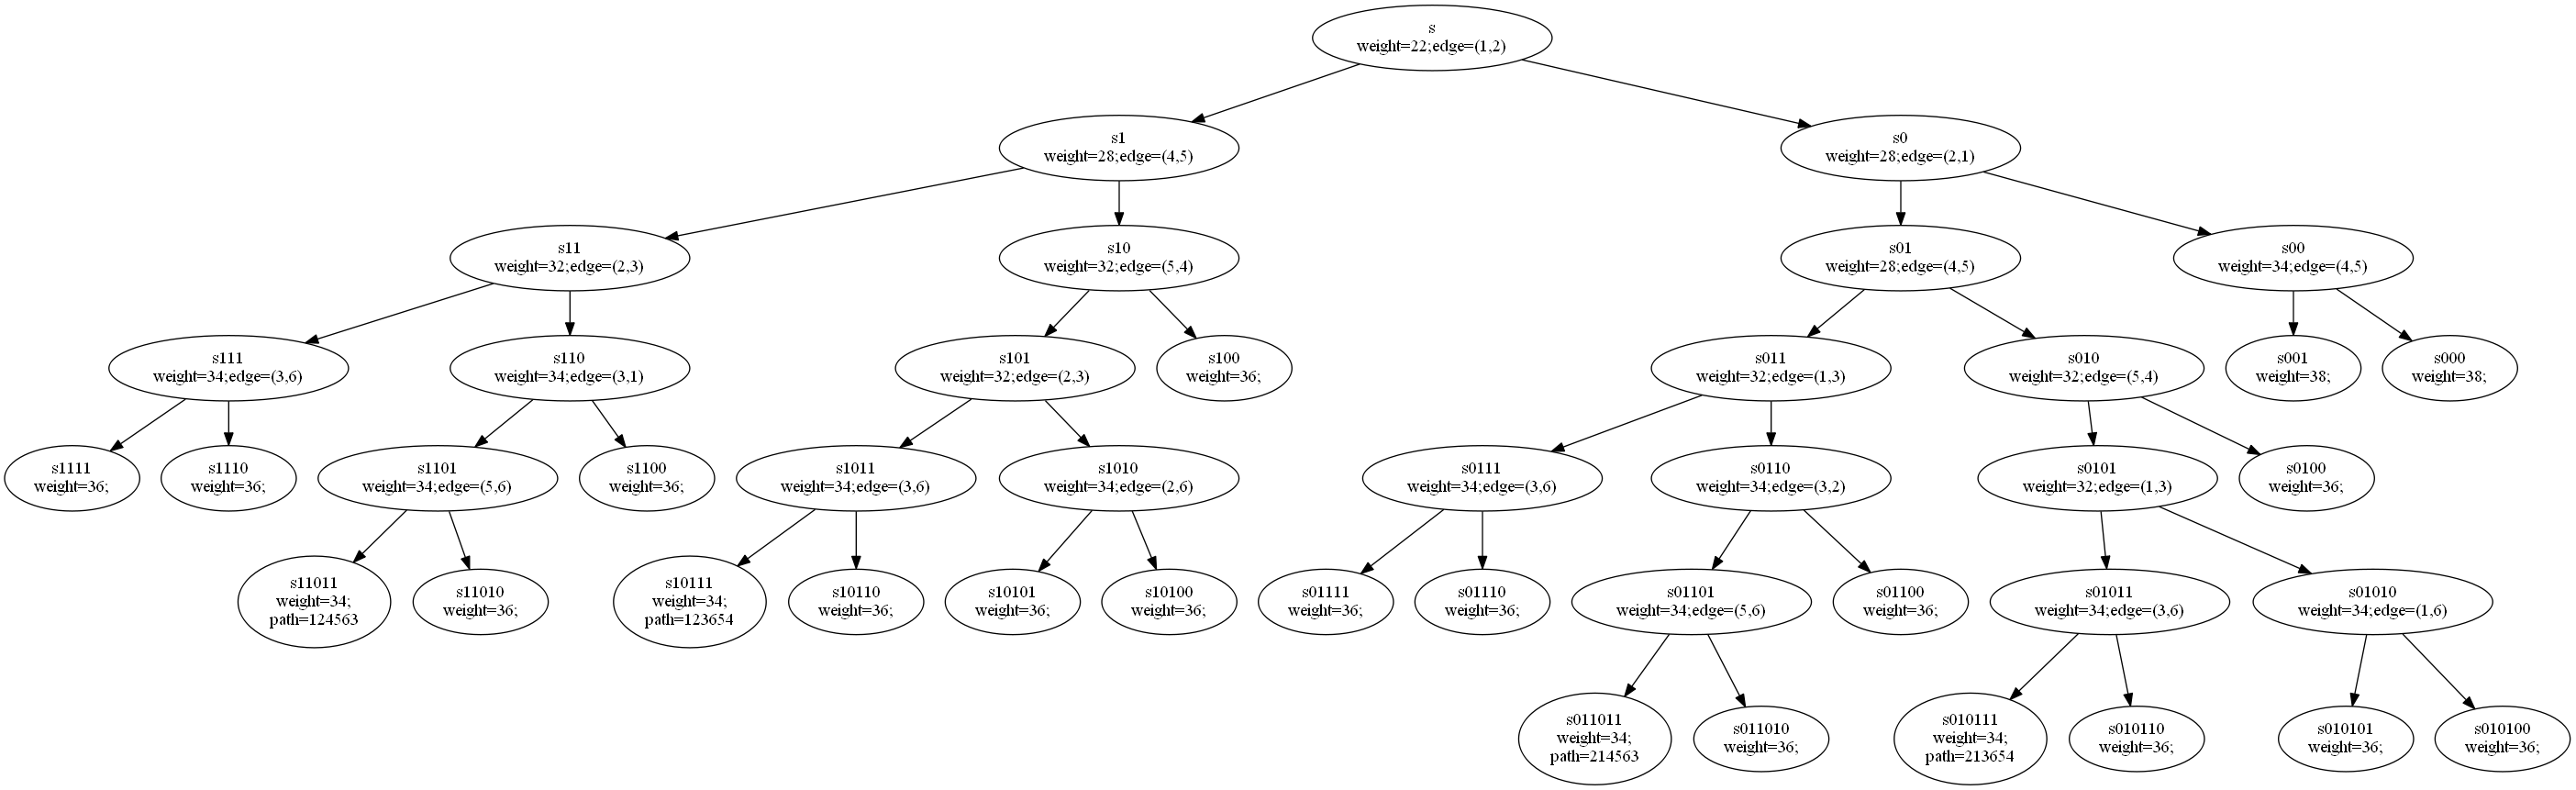 s
weight=22;edge=(1,2)
s1
weight=28;edge=(4,5)
s0
weight=28;edge=(2,1)
s11
weight=32;edge=(2,3)
s10
weight=32;edge=(5,4)
s01
weight=28;edge=(4,5)
s00
weight=34;edge=(4,5)
s111
weight=34;edge=(3,6)
s110
weight=34;edge=(3,1)
s101
weight=32;edge=(2,3)
s100
weight=36;
s011
weight=32;edge=(1,3)
s010
weight=32;edge=(5,4)
s001
weight=38;
s000
weight=38;
s1111
weight=36;
s1110
weight=36;
s1101
weight=34;edge=(5,6)
s1100
weight=36;
s1011
weight=34;edge=(3,6)
s1010
weight=34;edge=(2,6)
s0111
weight=34;edge=(3,6)
s0110
weight=34;edge=(3,2)
s0101
weight=32;edge=(1,3)
s0100
weight=36;
s11011
weight=34;
path=124563
s11010
weight=36;
s10111
weight=34;
path=123654
s10110
weight=36;
s10101
weight=36;
s10100
weight=36;
s01111
weight=36;
s01110
weight=36;
s01101
weight=34;edge=(5,6)
s01100
weight=36;
s01011
weight=34;edge=(3,6)
s01010
weight=34;edge=(1,6)
s011011
weight=34;
path=214563
s011010
weight=36;
s010111
weight=34;
path=213654
s010110
weight=36;
s010101
weight=36;
s010100
weight=36;